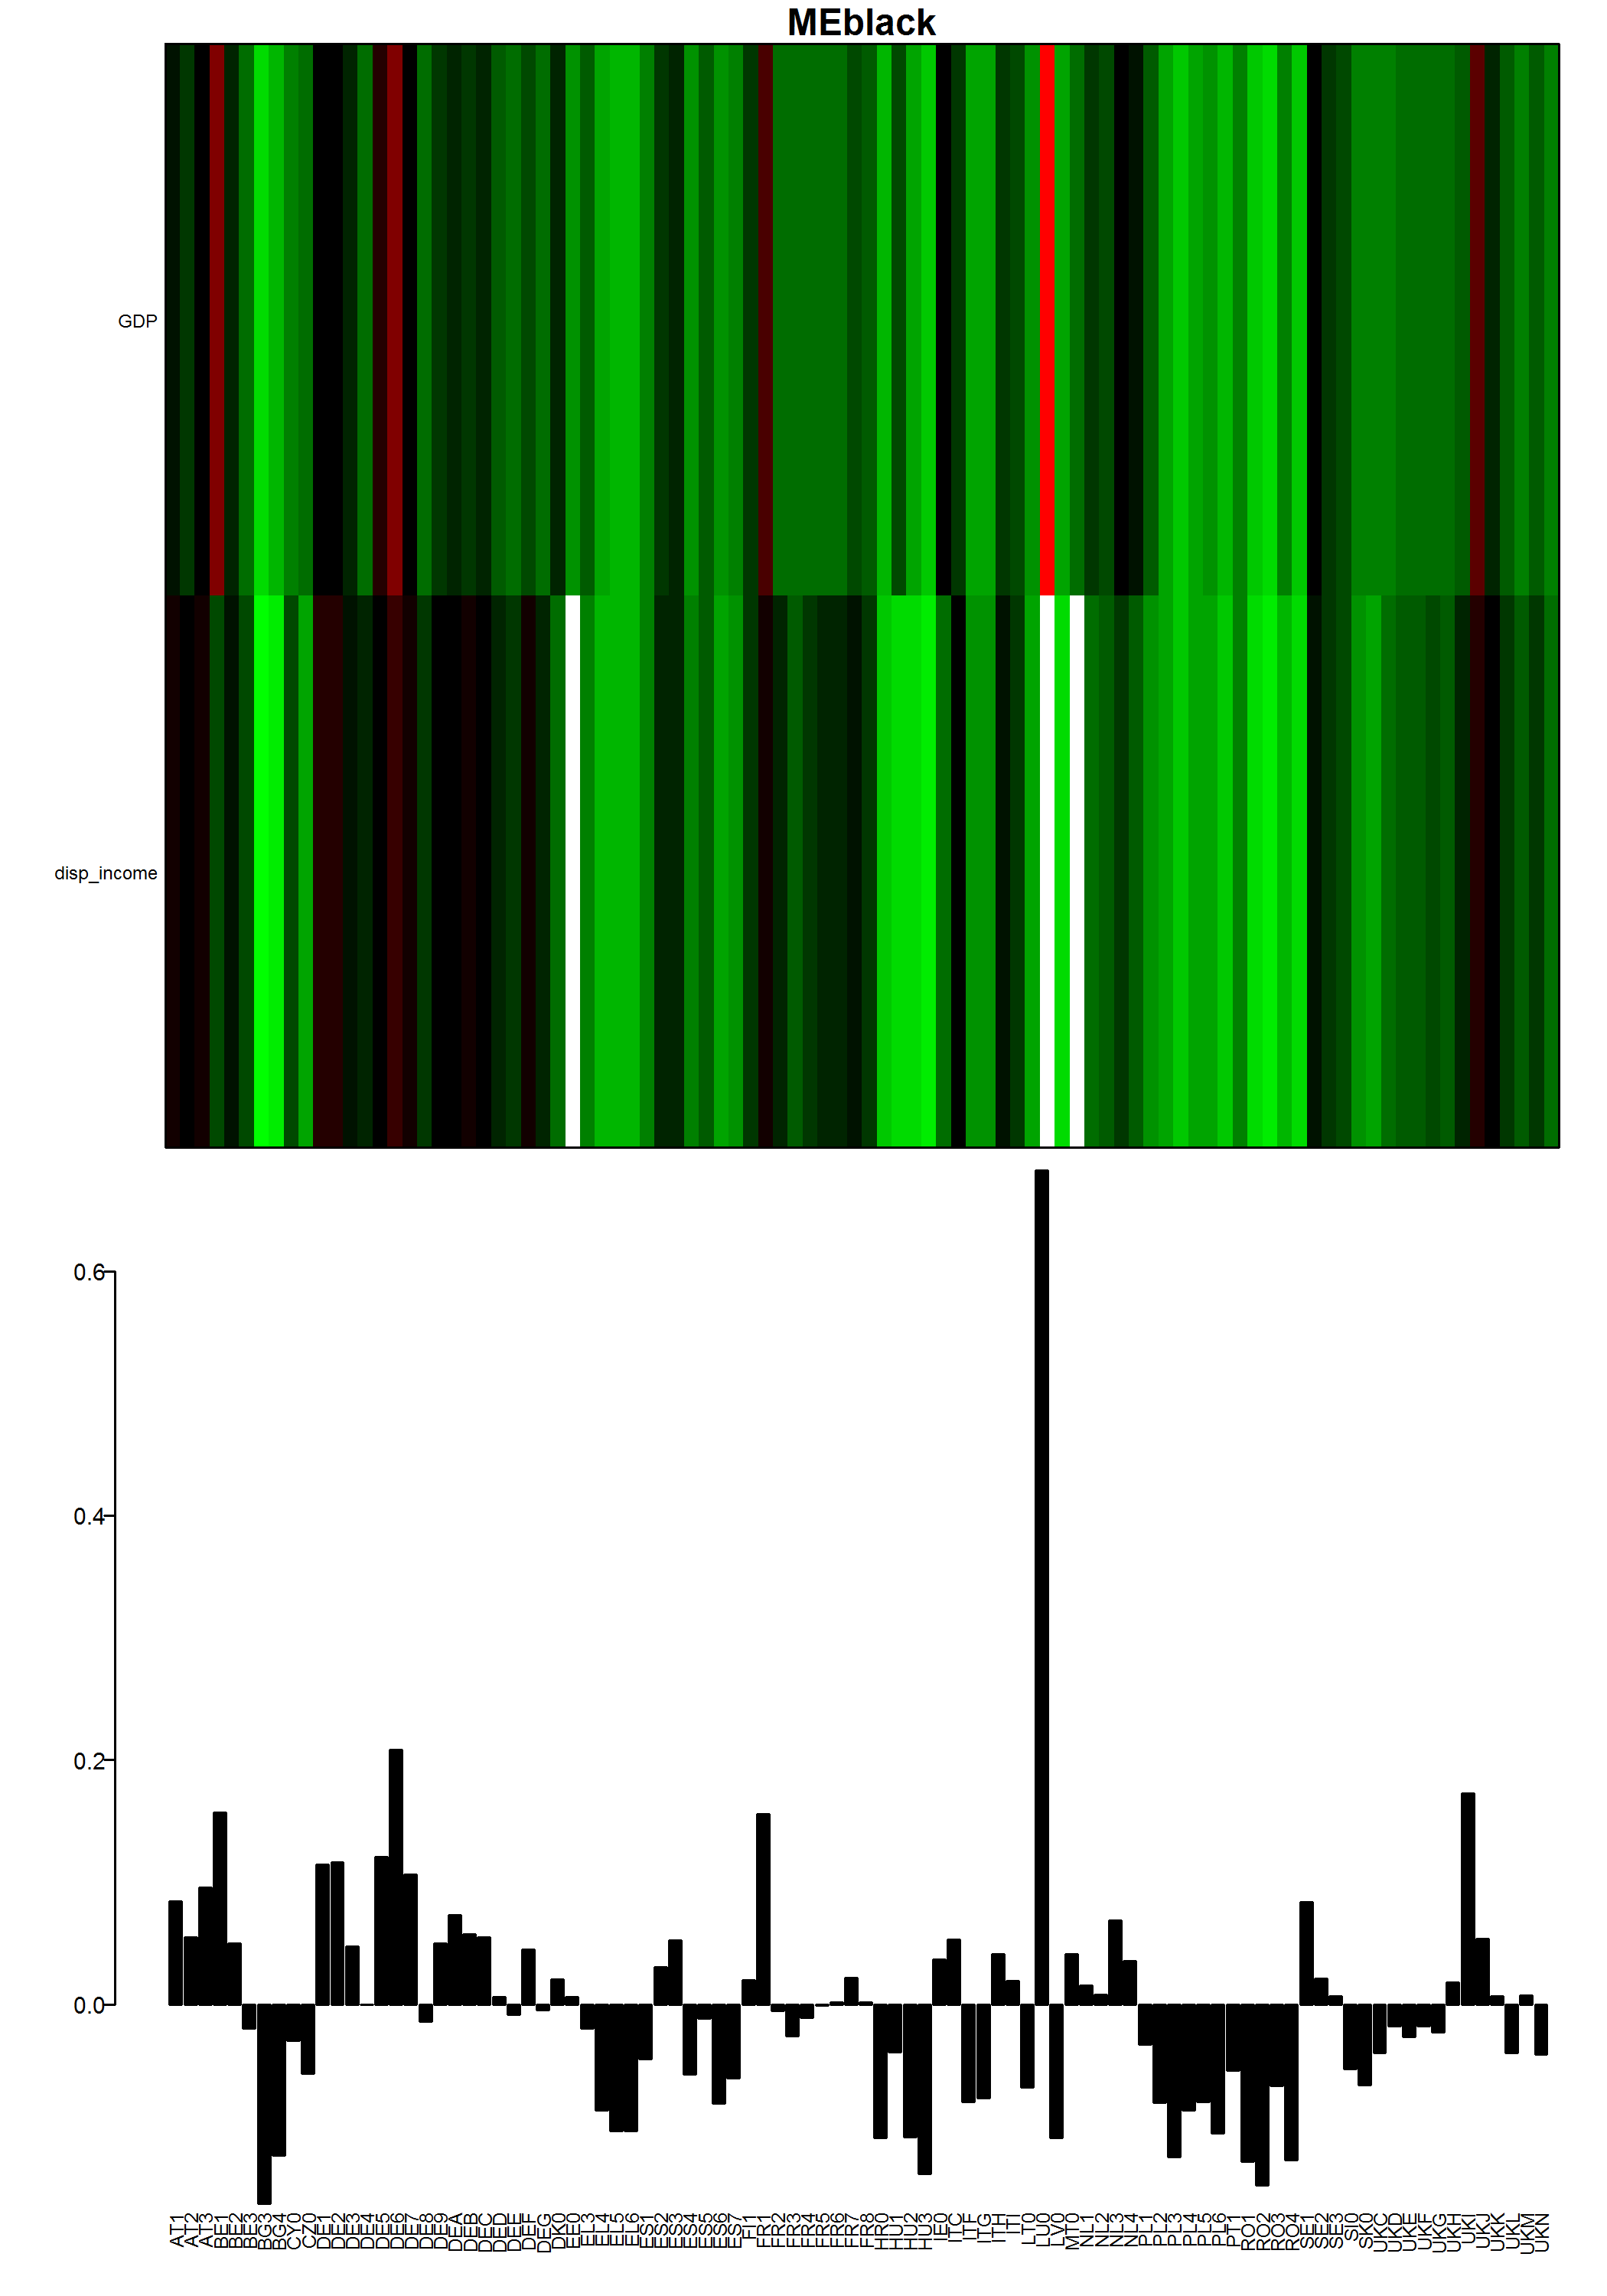 MEblack
GDP
disp_income
0.6
0.4
0.2
0.0
AT1 AT2 AT3 BE1 BE2 BE3 BG3 BG4 CY0 CZ0 DE1 DE2 DE3 DE4 DE5 DE6 DE7 DE8 DE9 DEA DEB DEC DED DEE DEF DEG DK0 EE0 EL3 EL4 EL5 EL6 ES1 ES2 ES3 ES4 ES5 ES6 ES7 FI1 FR1 FR2 FR3 FR4 FR5 FR6 FR7 FR8 HR0 HU1 HU2 HU3 IE0 ITC ITF ITG ITH ITI LT0 LU0 LV0 MT0 NL1 NL2 NL3 NL4 PL1 PL2 PL3 PL4 PL5 PL6 PT1 RO1 RO2 RO3 RO4 SE1 SE2 SE3 SI0 SK0 UKC UKD UKE UKF UKG UKH UKI UKJ UKK UKL UKM UKN